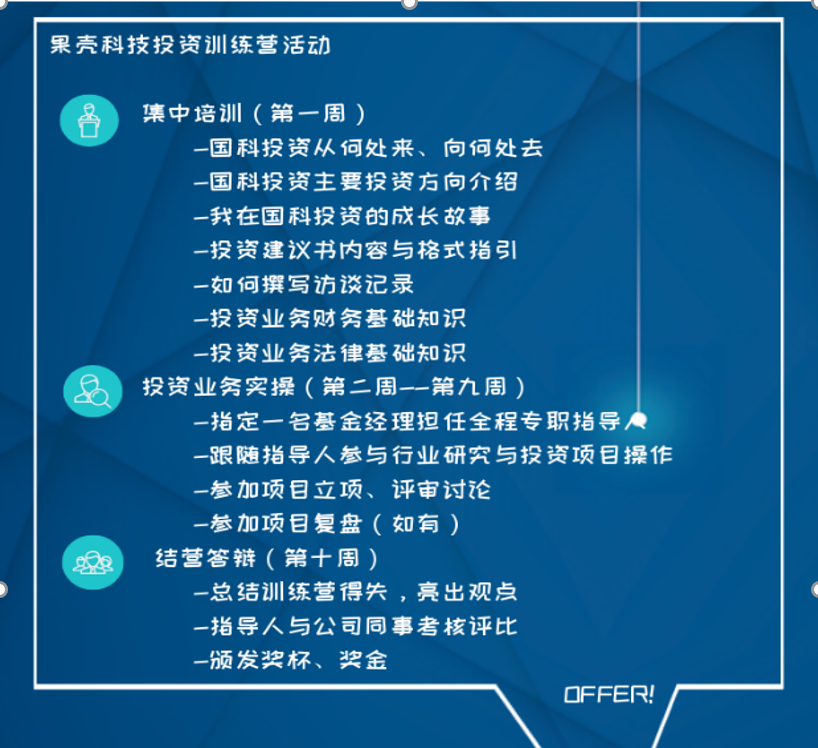 果壳科技投资训练营活动
集中培训（第一周）
—国科投资从何处来、向何处去
—国科投资主要投资方向介绍
—我在国科投资的成长故事
—投资建议书内容与格式指引
—如何撰写访谈记录
—投资业务财务基础知识
—投资业务法律基础知识
投资业务实操（第二周——第九周）
—指定一名基金经理担任全程专职指导人
—跟随指导人参与行业研究与投资项目操作
—参加项目立项、评审讨论
—参加项目复盘（如有）
结营答辩（第十周）
—总结训练营得失，亮出观点
—指导人与公司同事考核评比
—颁发奖杯、奖金
OFFER!